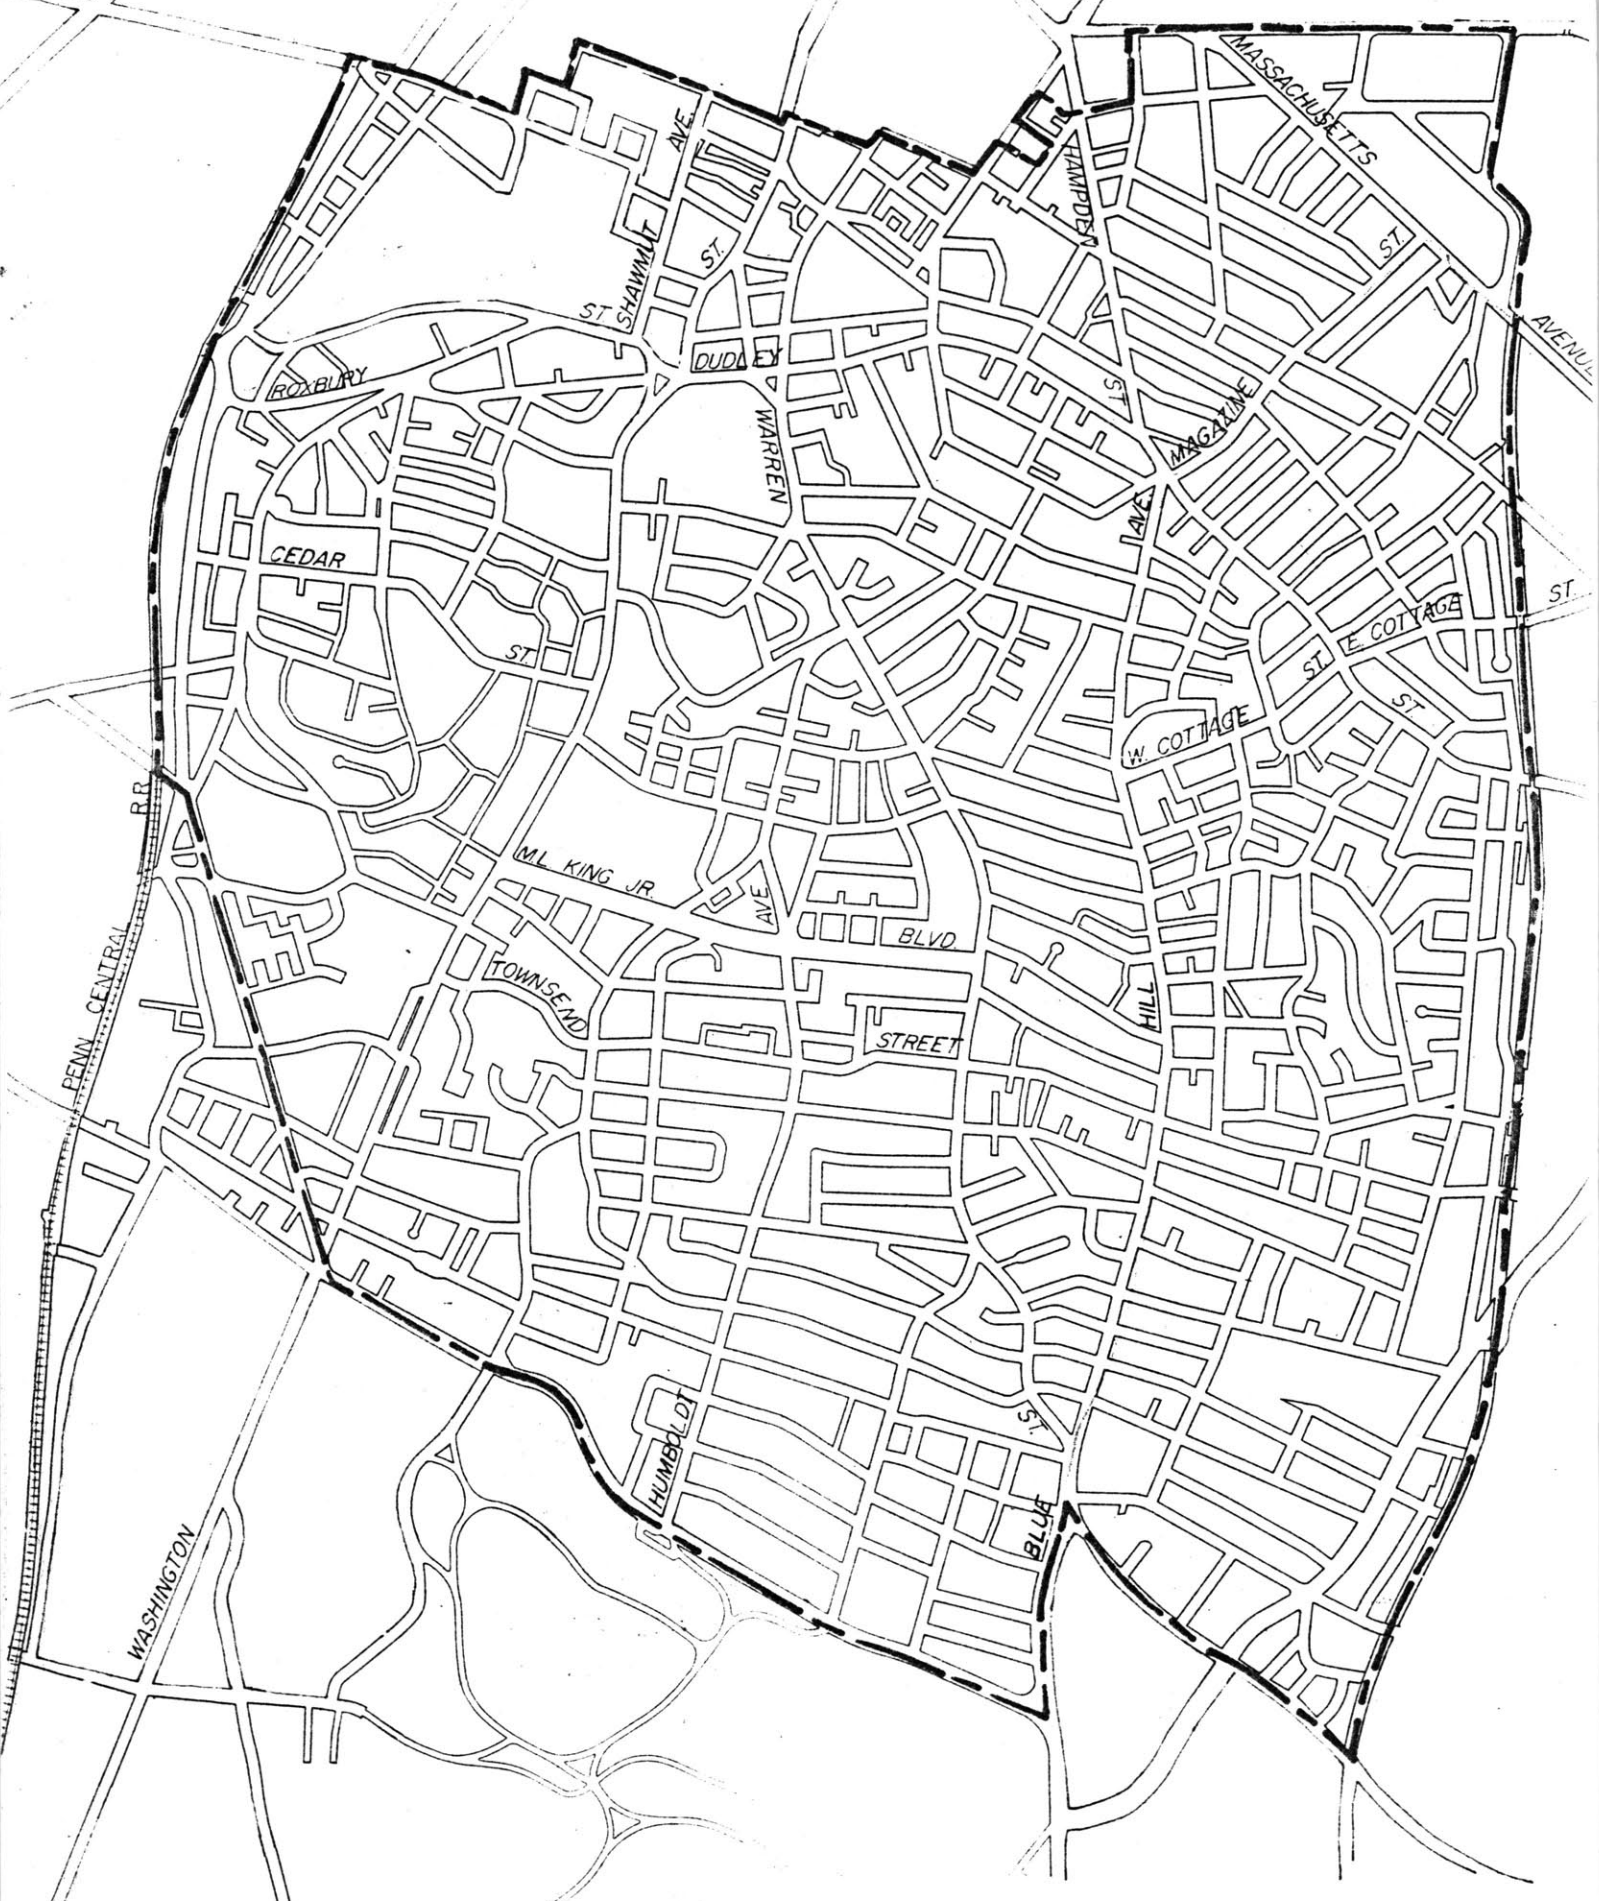 MASSACHUSETTS
AVE.
HAMPDEN
ST.
ST.
SHAWMUT
ST.
AVENUE
DUDLEY
ROXBURY
ST.
MAGAZINE
WARREN
AVE.
CEDAR
ST.
E. COTTAGE
ST.
ST.
ST.
W. COTTAGE
R.R.
M.L. KING JR.
AVE.
BLVD.
PENN CENTRAL
TOWNSEND
HILL
STREET
HUMBOLDT
ST.
BLUE
WASHINGTON